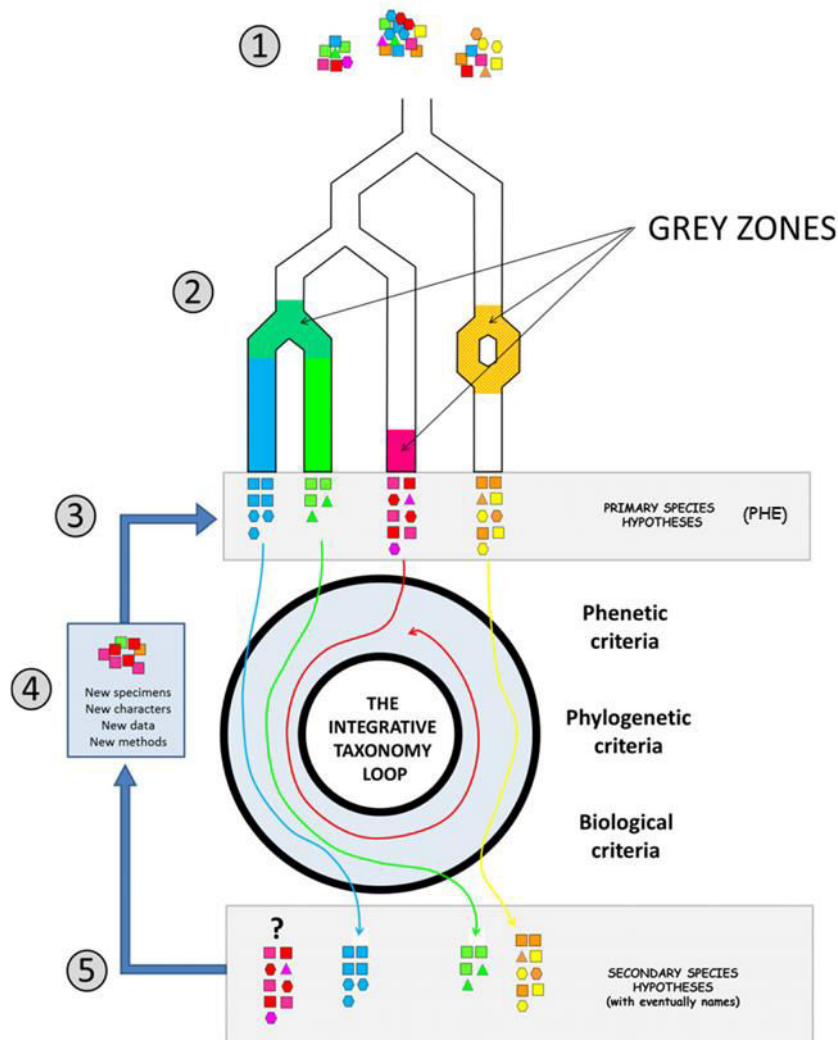 1
GREY ZONES
2
3
PRIMARY SPECIES
HYPOTHESES
(PHE)
Phenetic
criteria
4
New specimens
New characters
New data
New methods
THE
INTEGRATIVE
TAXONOMY
LOOP
Phylogenetic
criteria
Biological
criteria
?
5
SECONDARY SPECIES
HYPOTHESES
(with eventually names)